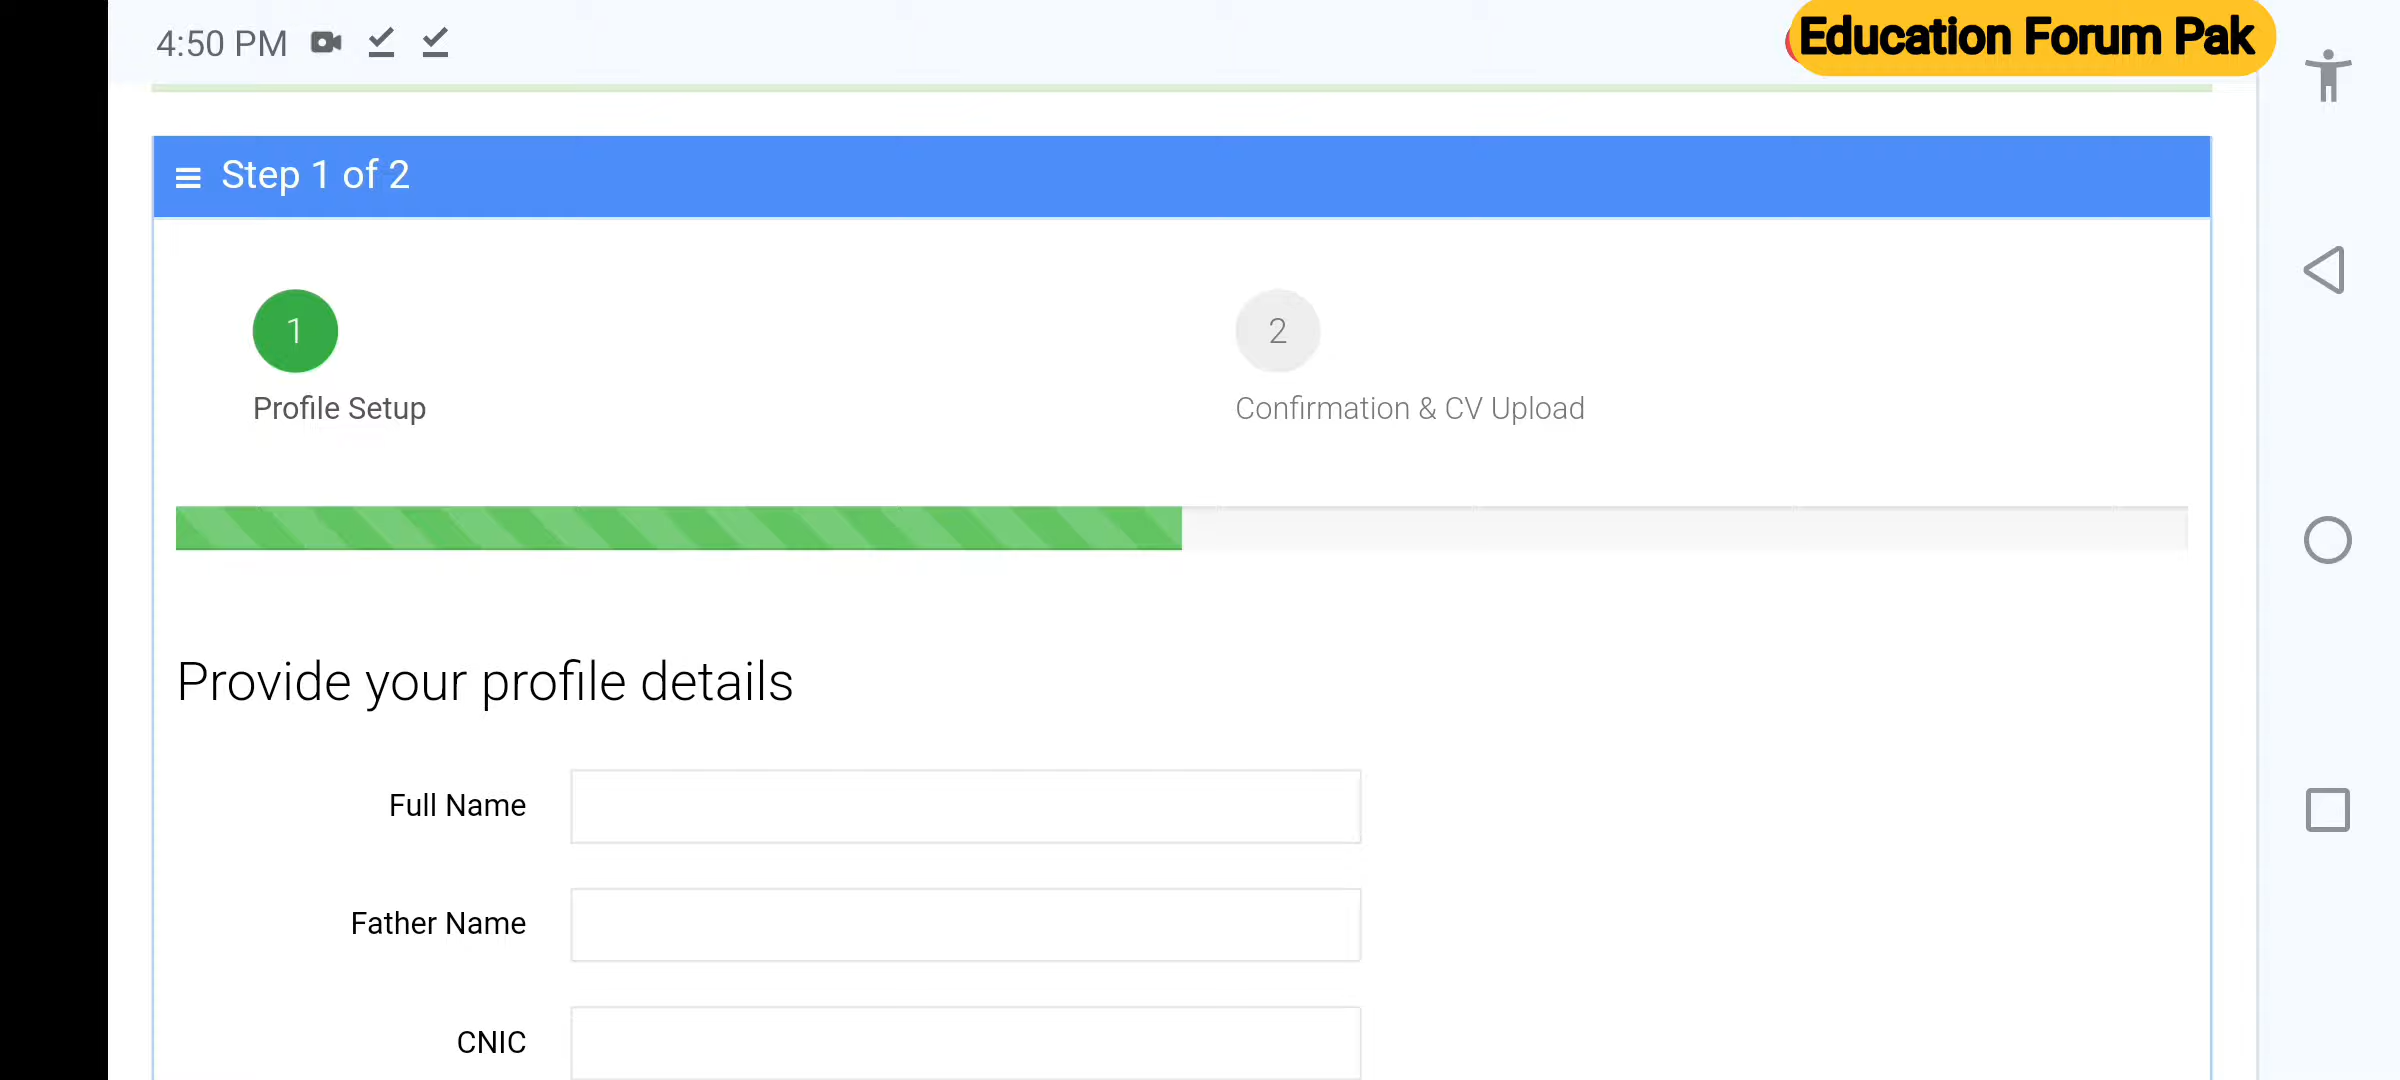 4:50 PM
Education Forum Pak
Step 1 of 2
1
2
Profile Setup
Confirmation & CV Upload
Provide your profile details
Full Name
Father Name
CNIC